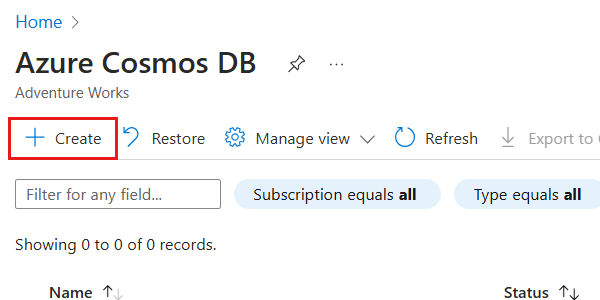 Home >
Azure Cosmos DB
Adventure Works
Create Restore Manage view Refresh Export to
Filter for any field... Subscription equals all Type equals all
Showing 0 to 0 of 0 records.
Name Status